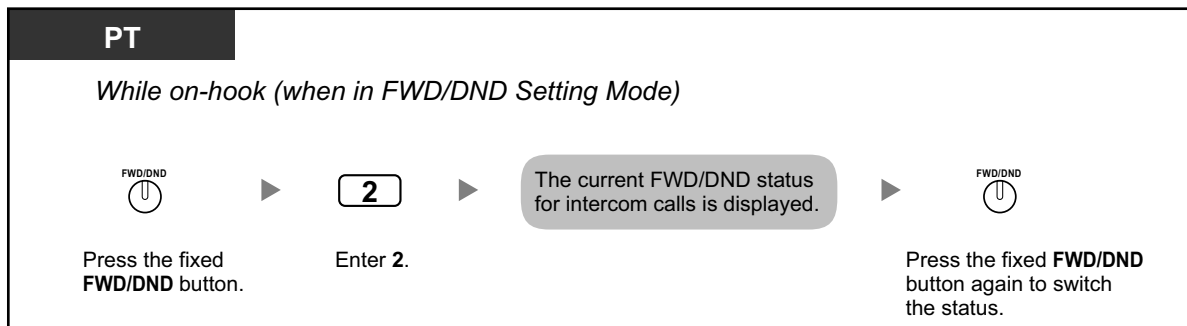 PT
While on-hook (when in FWD/DND Setting Mode)
FWD/DND
2
The current FWD/DND status
for intercom calls is displayed.
FWD/DND
Press the fixed
FWD/DND button.
Enter 2.
Press the fixed FWD/DND
button again to switch
the status.